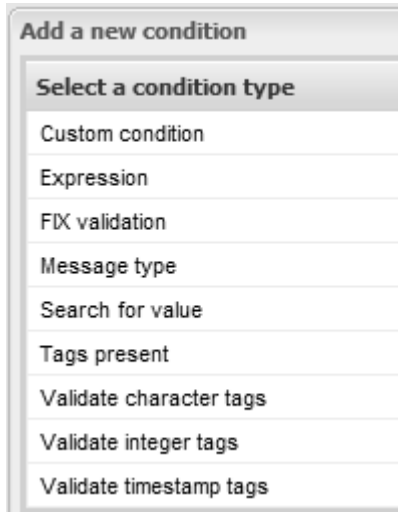 Add a new condition
Select a condition type
Custom condition
Expression
FIX validation
Message type
Search for value
Tags present
Validate character tags
Validate integer tags
Validate timestamp tags